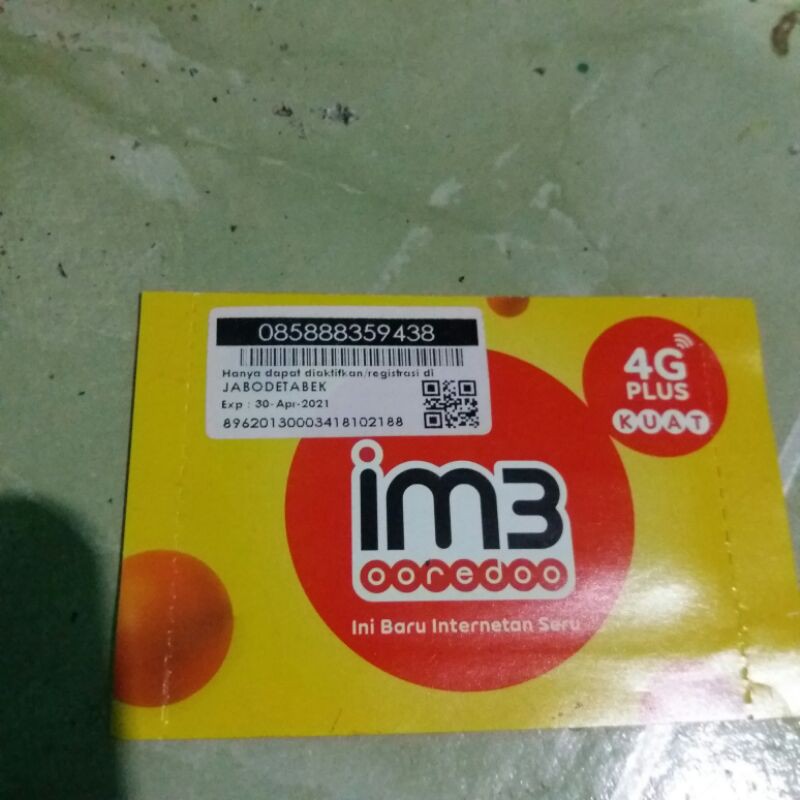 085888359438
Hanya dapat diaktifkan/registrasi di
JABODETABEK
Exp : 30-Apr-2021
89620130003418102188
4G
PLUS
KUAT
im3
ooredoo
Ini Baru Internetan Seru